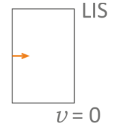 LIS
v = 0